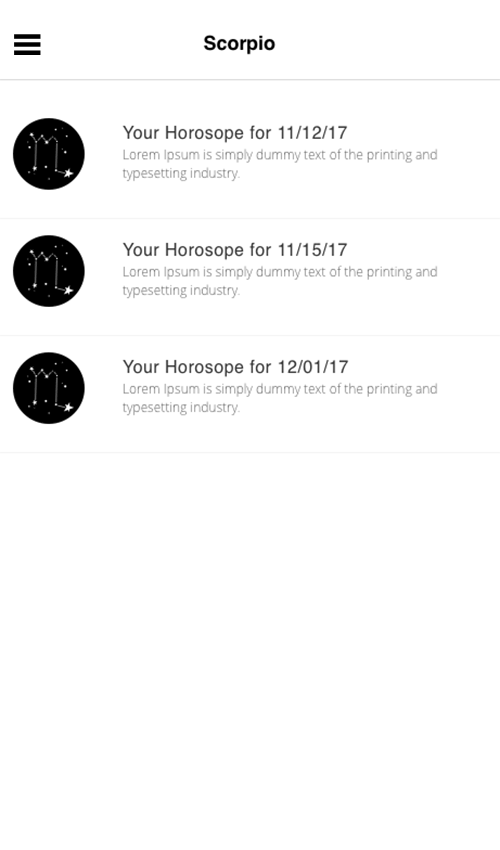 Scorpio
Your Horosope for 11/12/17
Lorem Ipsum is simply dummy text of the printing and
typesetting industry.
Your Horosope for 11/15/17
Lorem Ipsum is simply dummy text of the printing and
typesetting industry.
Your Horosope for 12/01/17
Lorem Ipsum is simply dummy text of the printing and
typesetting industry.